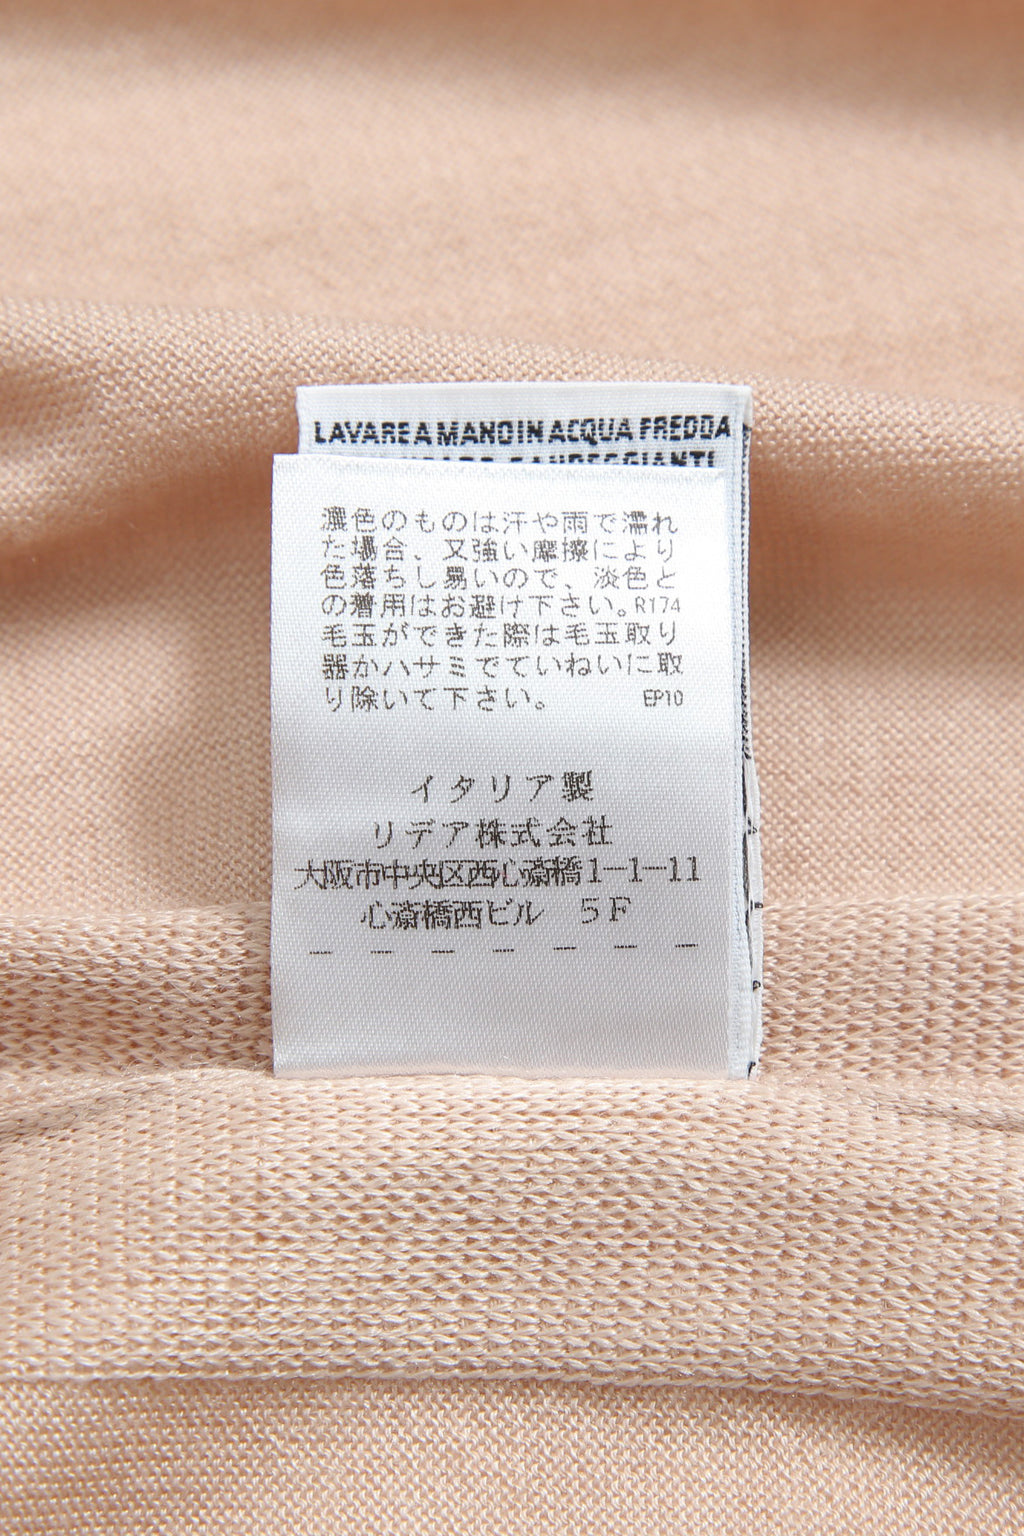 LAVARE A MANO IN ACQUA FREDDA
CANDEGGIANTI
濃色のものは汗や雨で濡れ
た場合、又強い摩擦により
色落ちし易いので、淡色と
の着用はお避け下さい。R174
毛玉ができた際は毛玉取り
器かハサミでていねいに取
り除いて下さい。 EP10
イタリア製
リデア株式会社
大阪市中央区西心斎橋1-1-11
心斎橋西ビル 5F